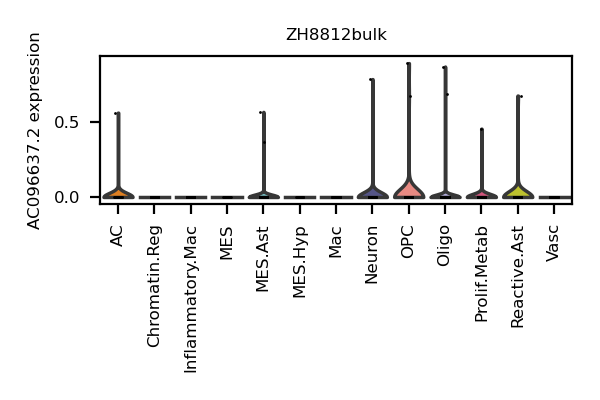 ZH8812bulk
AC096637.2 expression
0.5
0.0
AC
Chromatin.Reg
Inflammatory.Mac
MES
MES.Ast
MES.Hyp
Mac
Neuron
OPC
Oligo
Prolif.Metab
Reactive.Ast
Vasc